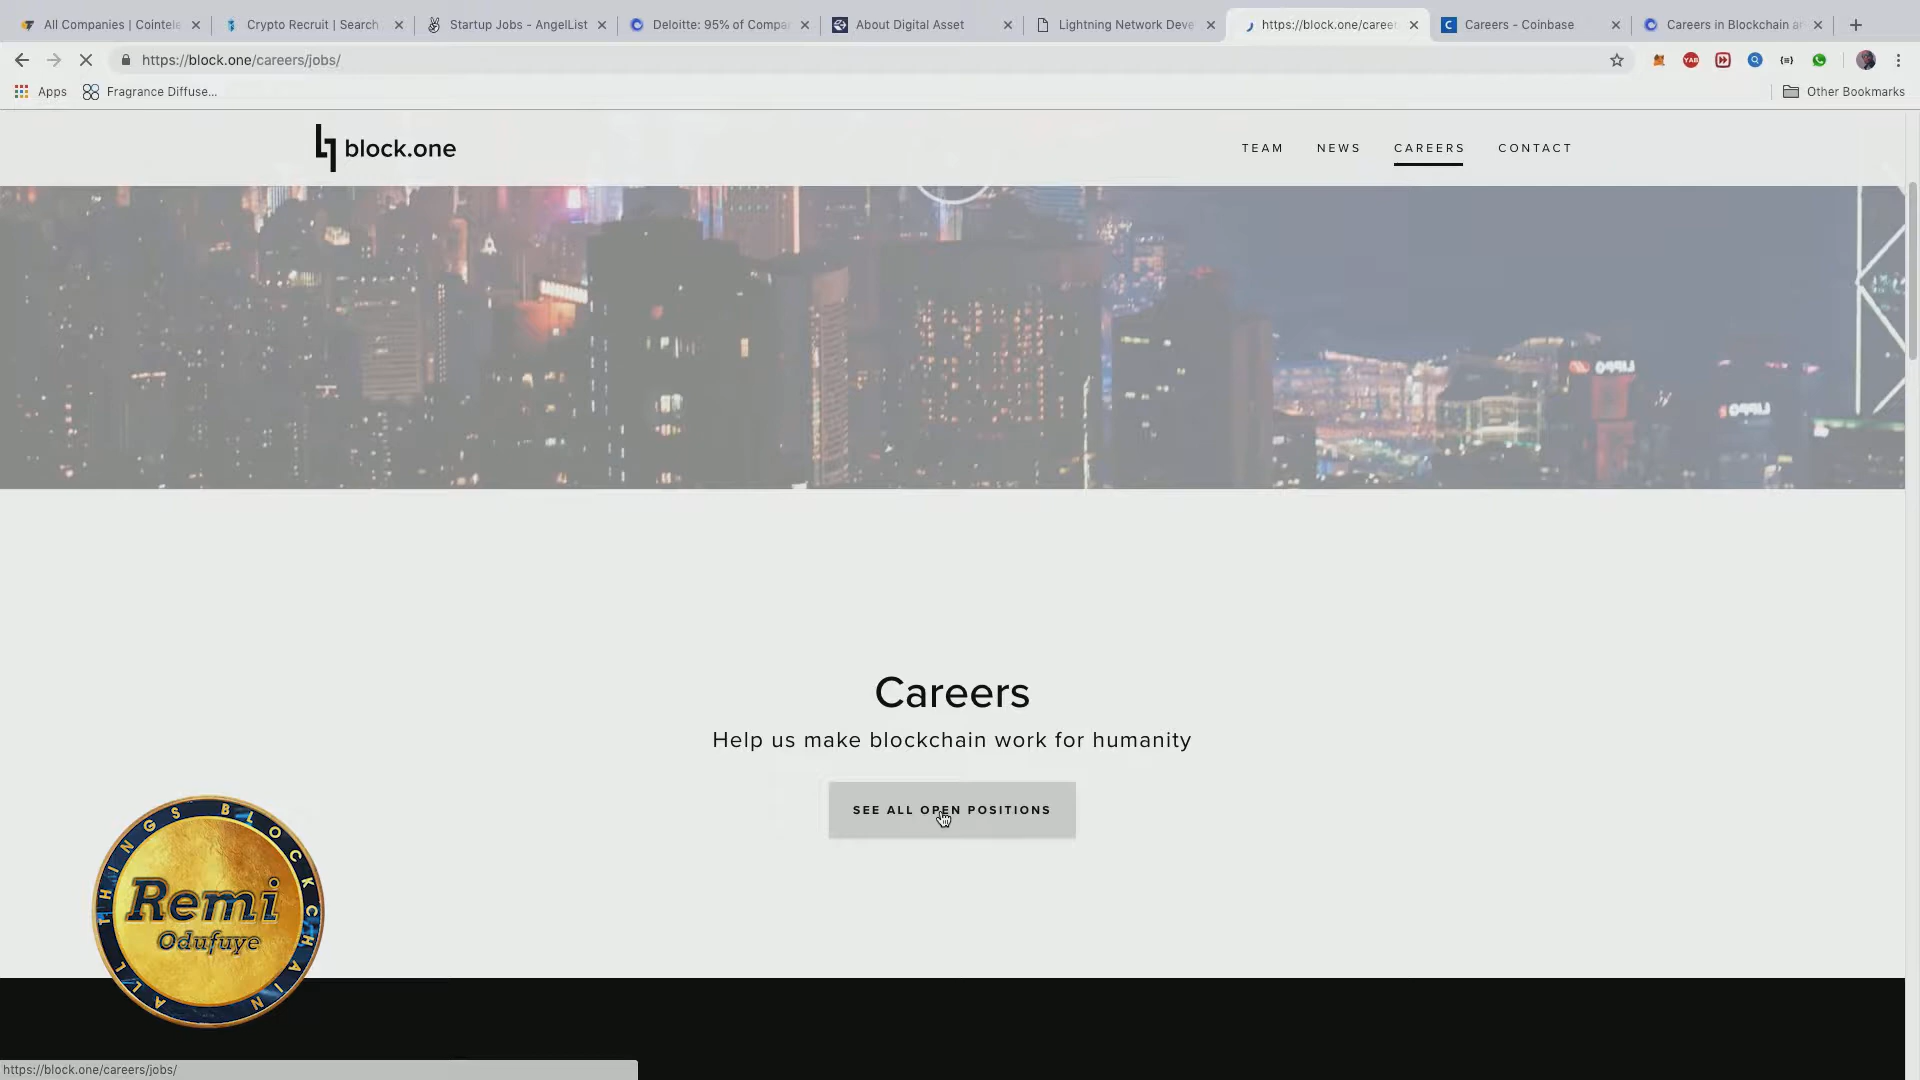 All Companies | Cointele
Crypto Recruit | Search
Startup Jobs - AngelList
Deloitte: 95% of Compa
About Digital Asset
Lightning Network Deve
https://block.one/career
Careers - Coinbase
Careers in Blockchain an
https://block.one/careers/jobs/
YAB
Apps
Fragrance Diffuse...
Other Bookmarks
block.one
TEAM
NEWS
CAREERS
CONTACT
Careers
Help us make blockchain work for humanity
SEE ALL OPEN POSITIONS
ALL THINGS BLOCKCHAIN
Remi
Odufuye
https://block.one/careers/jobs/